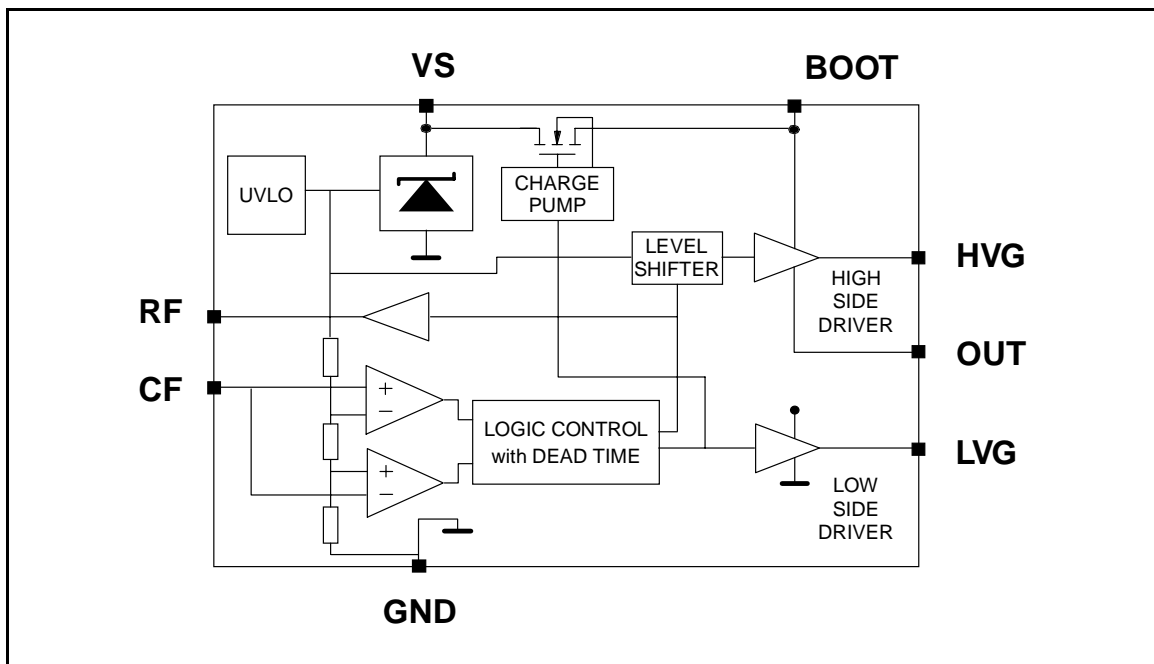 VS
BOOT
UVLO
CHARGE
PUMP
LEVEL
SHIFTER
HVG
HIGH
SIDE
DRIVER
RF
OUT
CF
+
−
LOGIC CONTROL
with DEAD TIME
+
−
LVG
LOW
SIDE
DRIVER
GND